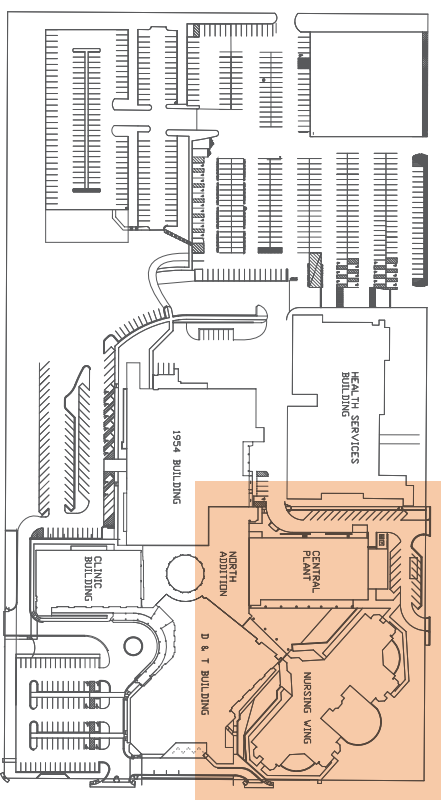 HEALTH SERVICES
BUILDING
1954 BUILDING
CLINIC
BUILDING
NORTH
ADDITION
CENTRAL
PLANT
D & T BUILDING
NURSING WING